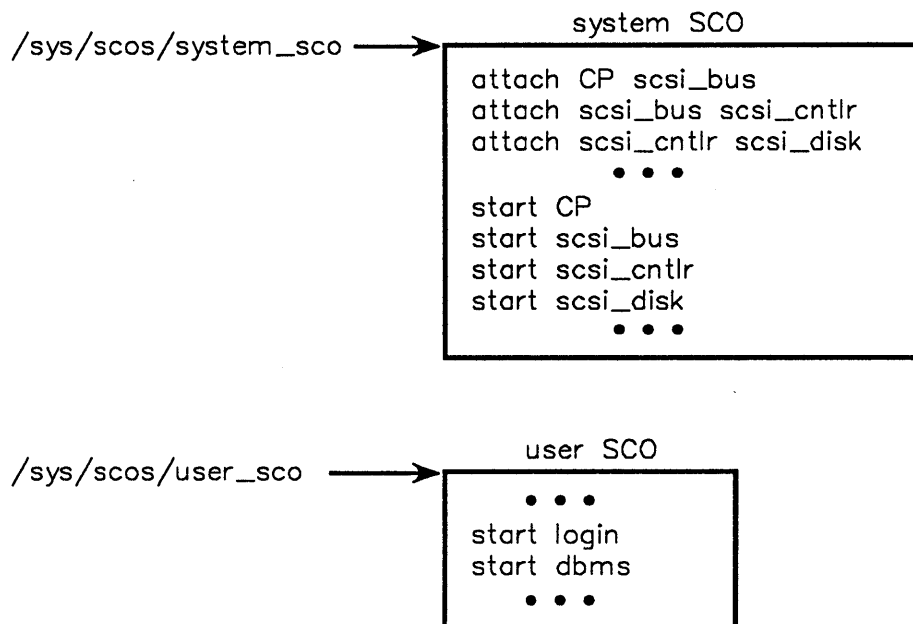 system SCO
/sys/scos/system_sco
attach CP scsi_bus
attach scsi_bus scsi_cntlr
attach scsi_cntlr scsi_disk
• • •
start CP
start scsi_bus
start scsi_cntlr
start scsi_disk
• • •
user SCO
/sys/scos/user_sco
• • •
start login
start dbms
• • •